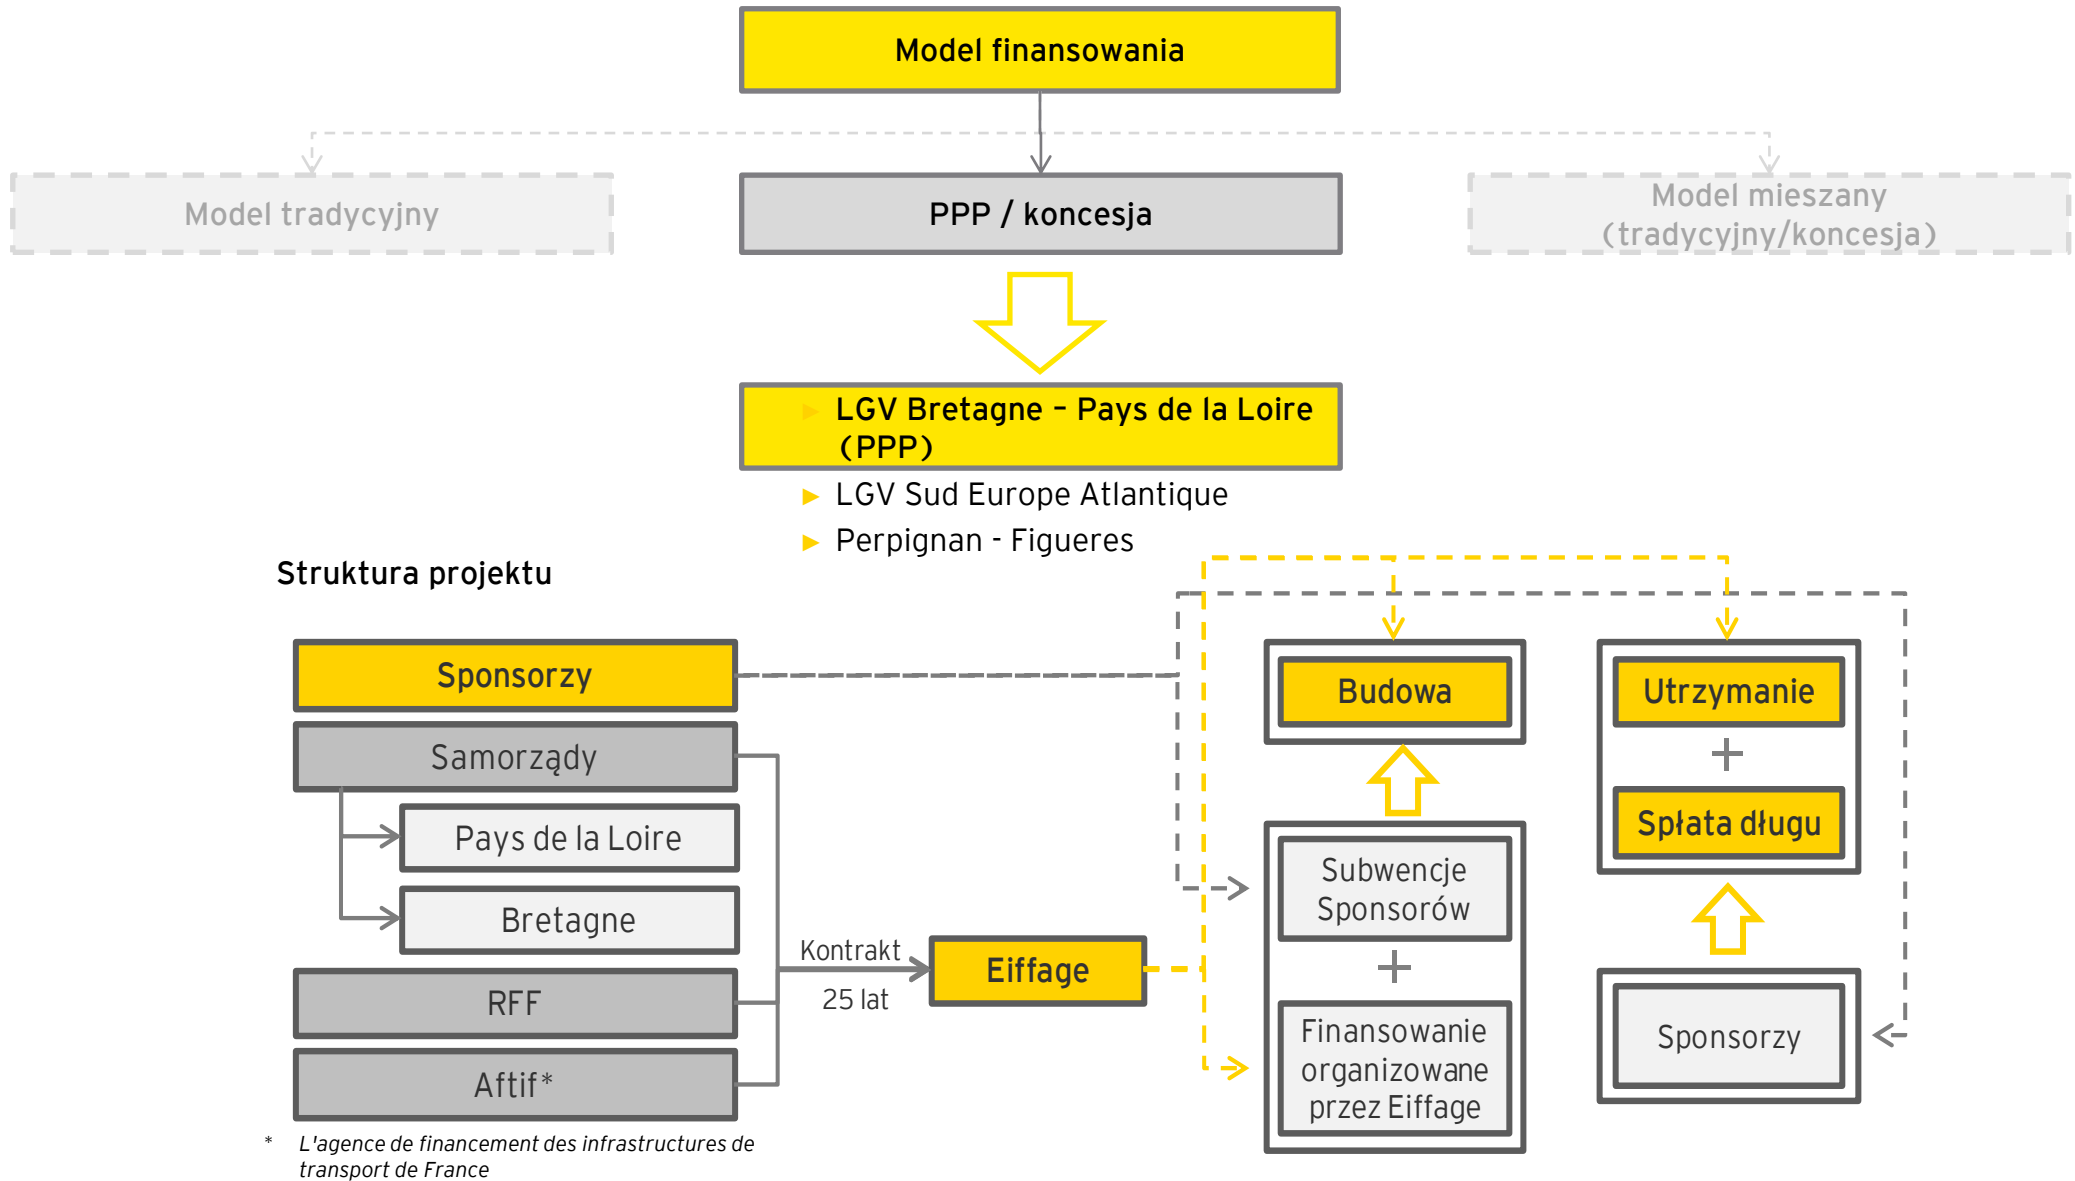 Model finansowania
Model tradycyjny
PPP / koncesja
Model mieszany
(tradycyjny/koncesja)
► LGV Bretagne – Pays de la Loire
(PPP)
► LGV Sud Europe Atlantique
► Perpignan - Figueres
Struktura projektu
Sponsorzy
Samorządy
Pays de la Loire
Bretagne
RFF
Aftif*
Kontrakt
25 lat
Eiffage
Budowa
Subwencje
Sponsorów
+
Finansowanie
organizowane
przez Eiffage
Utrzymanie
+
Spłata długu
Sponsorzy
* L'agence de financement des infrastructures de
transport de France